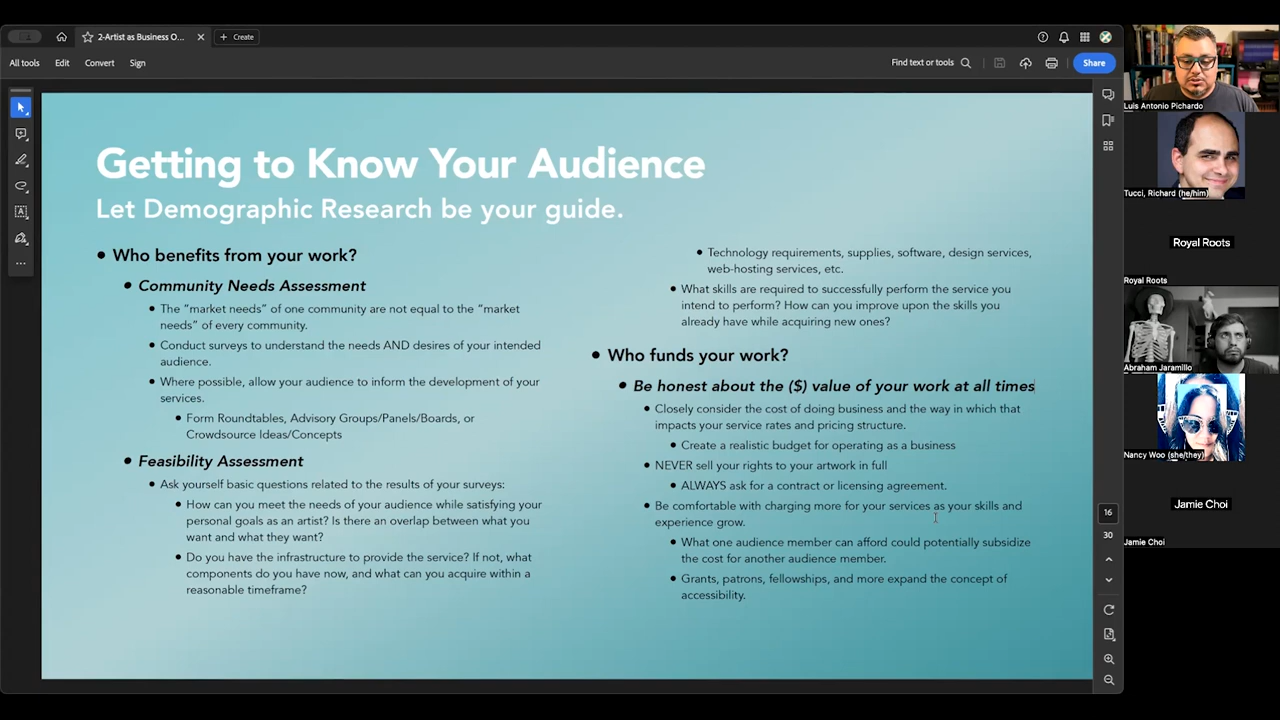 2-Artist as Business O...
Create
All tools
Edit
Convert
Sign
Find text or tools
Share
Getting to Know Your Audience
Let Demographic Research be your guide.
• Who benefits from your work?
• Community Needs Assessment
• The “market needs” of one community are not equal to the “market
needs” of every community.
• Conduct surveys to understand the needs AND desires of your intended
audience.
• Where possible, allow your audience to inform the development of your
services.
• Form Roundtables, Advisory Groups/Panels/Boards, or
Crowdsource Ideas/Concepts
• Feasibility Assessment
• Ask yourself basic questions related to the results of your surveys:
• How can you meet the needs of your audience while satisfying your
personal goals as an artist? Is there an overlap between what you
want and what they want?
• Do you have the infrastructure to provide the service? If not, what
components do you have now, and what can you acquire within a
reasonable timeframe?
• Technology requirements, supplies, software, design services,
web-hosting services, etc.
• What skills are required to successfully perform the service you
intend to perform? How can you improve upon the skills you
already have while acquiring new ones?
• Who funds your work?
• Be honest about the ($) value of your work at all times
• Closely consider the cost of doing business and the way in which that
impacts your service rates and pricing structure.
• Create a realistic budget for operating as a business
• NEVER sell your rights to your artwork in full
• ALWAYS ask for a contract or licensing agreement.
• Be comfortable with charging more for your services as your skills and
experience grow.
• What one audience member can afford could potentially subsidize
the cost for another audience member.
• Grants, patrons, fellowships, and more expand the concept of
accessibility.
16
30
Luis Antonio Pichardo
Tucci, Richard (he/him)
Royal Roots
Royal Roots
Abraham Jaramillo
Nancy Woo (she/they)
Jamie Choi
Jamie Choi